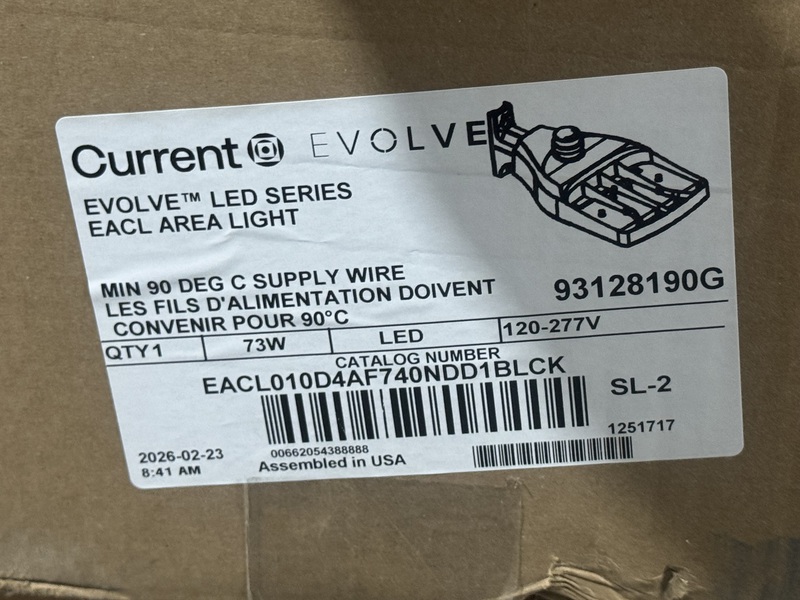 Current EVOLVE
EVOLVE™ LED SERIES
EACL AREA LIGHT
MIN 90 DEG C SUPPLY WIRE
LES FILS D'ALIMENTATION DOIVENT
CONVENIR POUR 90°C
93128190G
QTY1 73W LED 120-277V
CATALOG NUMBER
EACL010D4AF740NDD1BLCK
SL-2
1251717
2026-02-23
8:41 AM
00662054388888
Assembled in USA